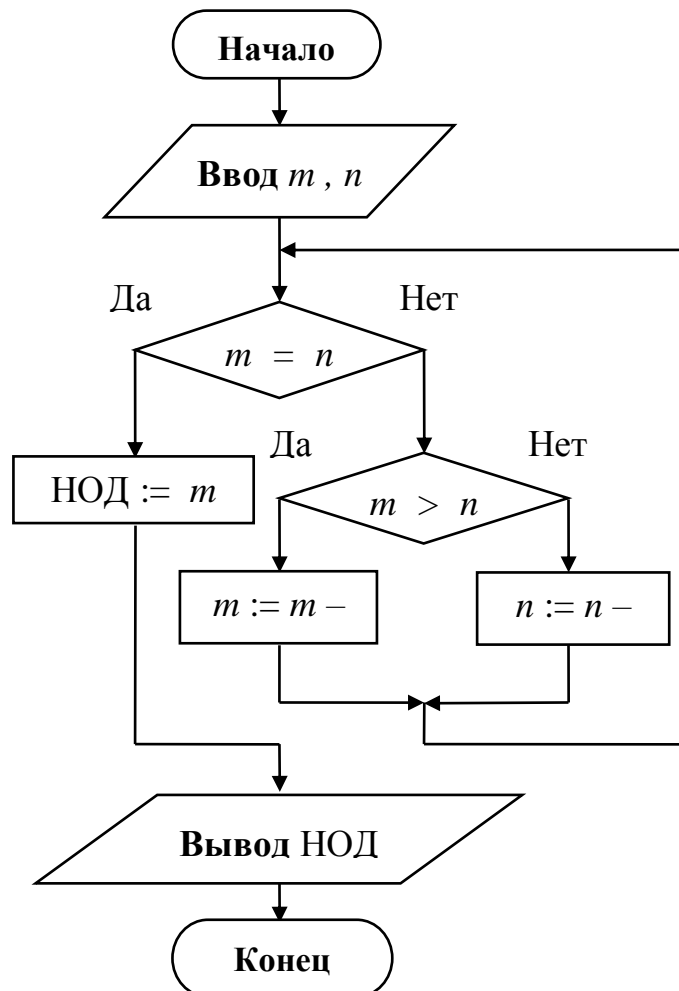 Начало
Ввод m , n
Да Нет
m = n
Да Нет
НОД := m
m > n
m := m –
n := n –
Вывод НОД
Конец